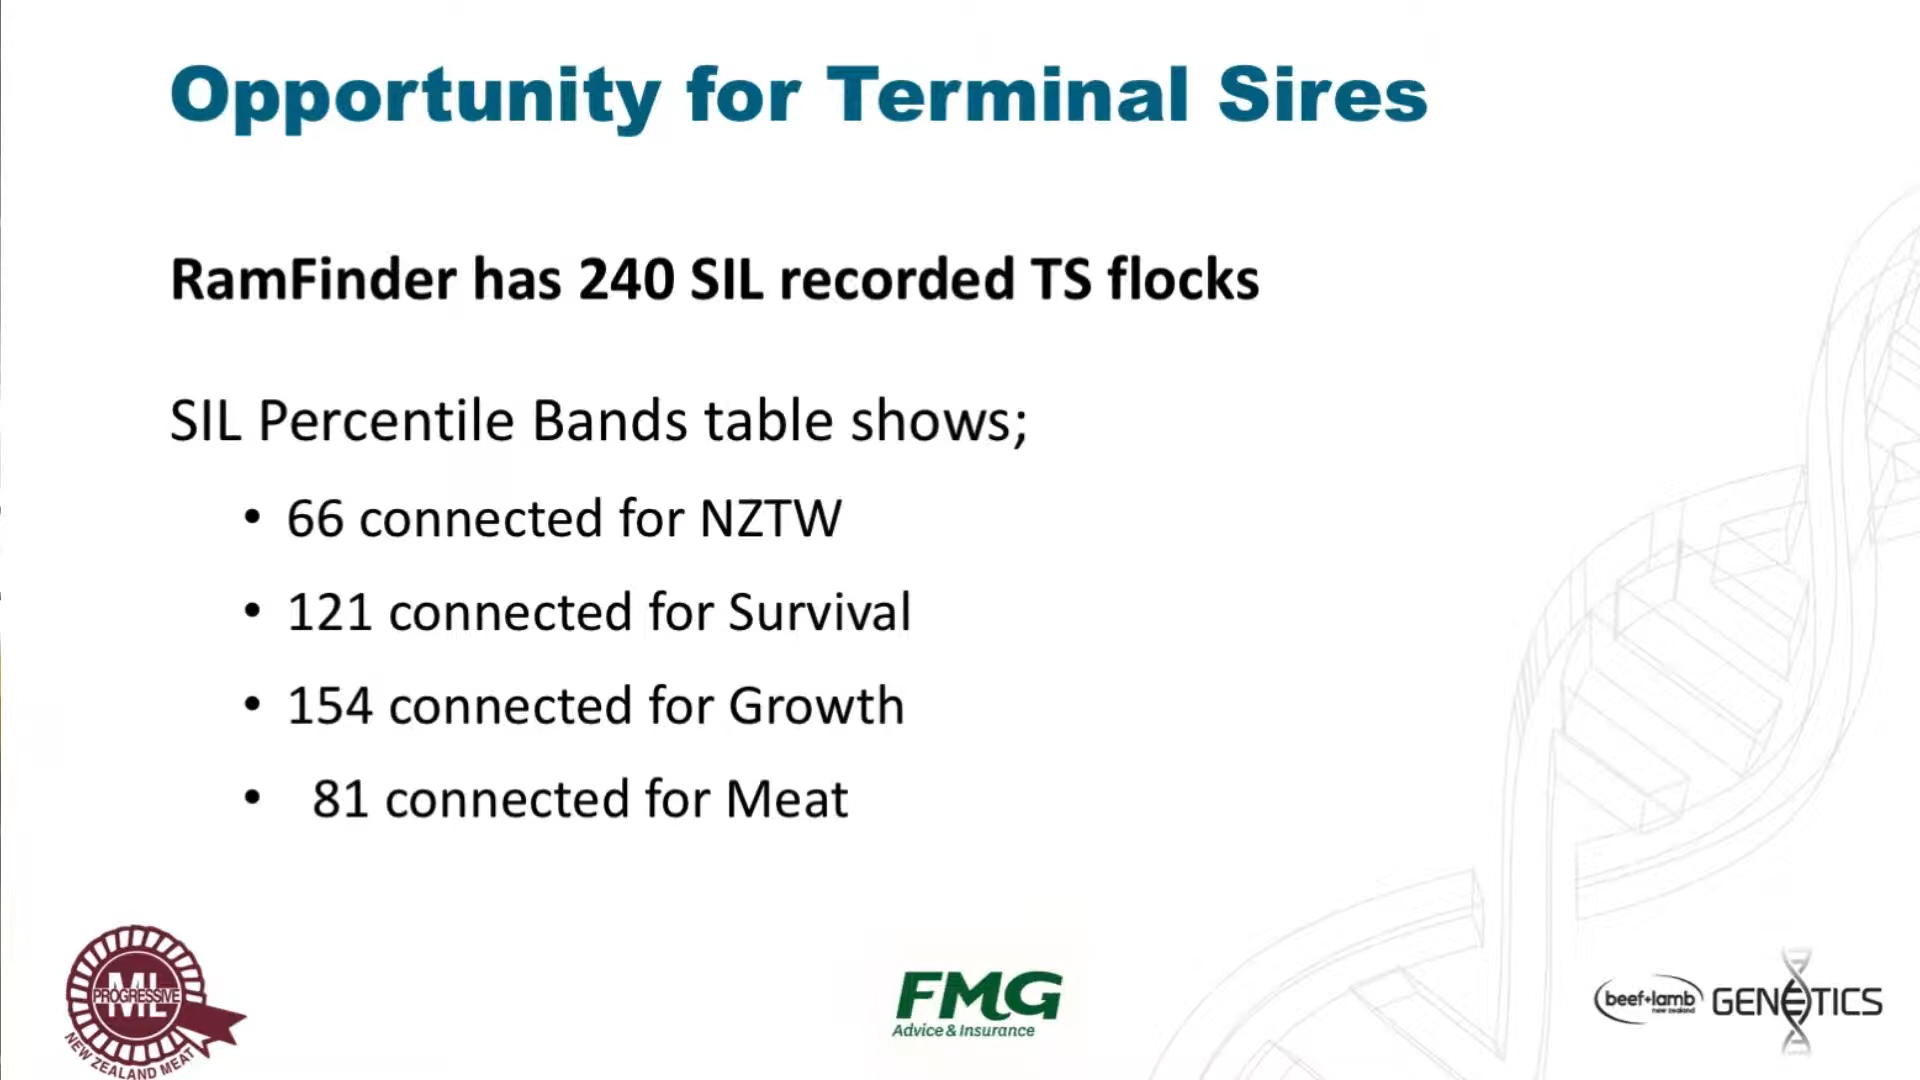 Opportunity for Terminal Sires
RamFinder has 240 SIL recorded TS flocks
SIL Percentile Bands table shows;
• 66 connected for NZTW
• 121 connected for Survival
• 154 connected for Growth
• 81 connected for Meat
ML
PROGRESSIVE
NEW ZEALAND MEAT
FMG
Advice & Insurance
beef+lamb
new zealand
GENETICS